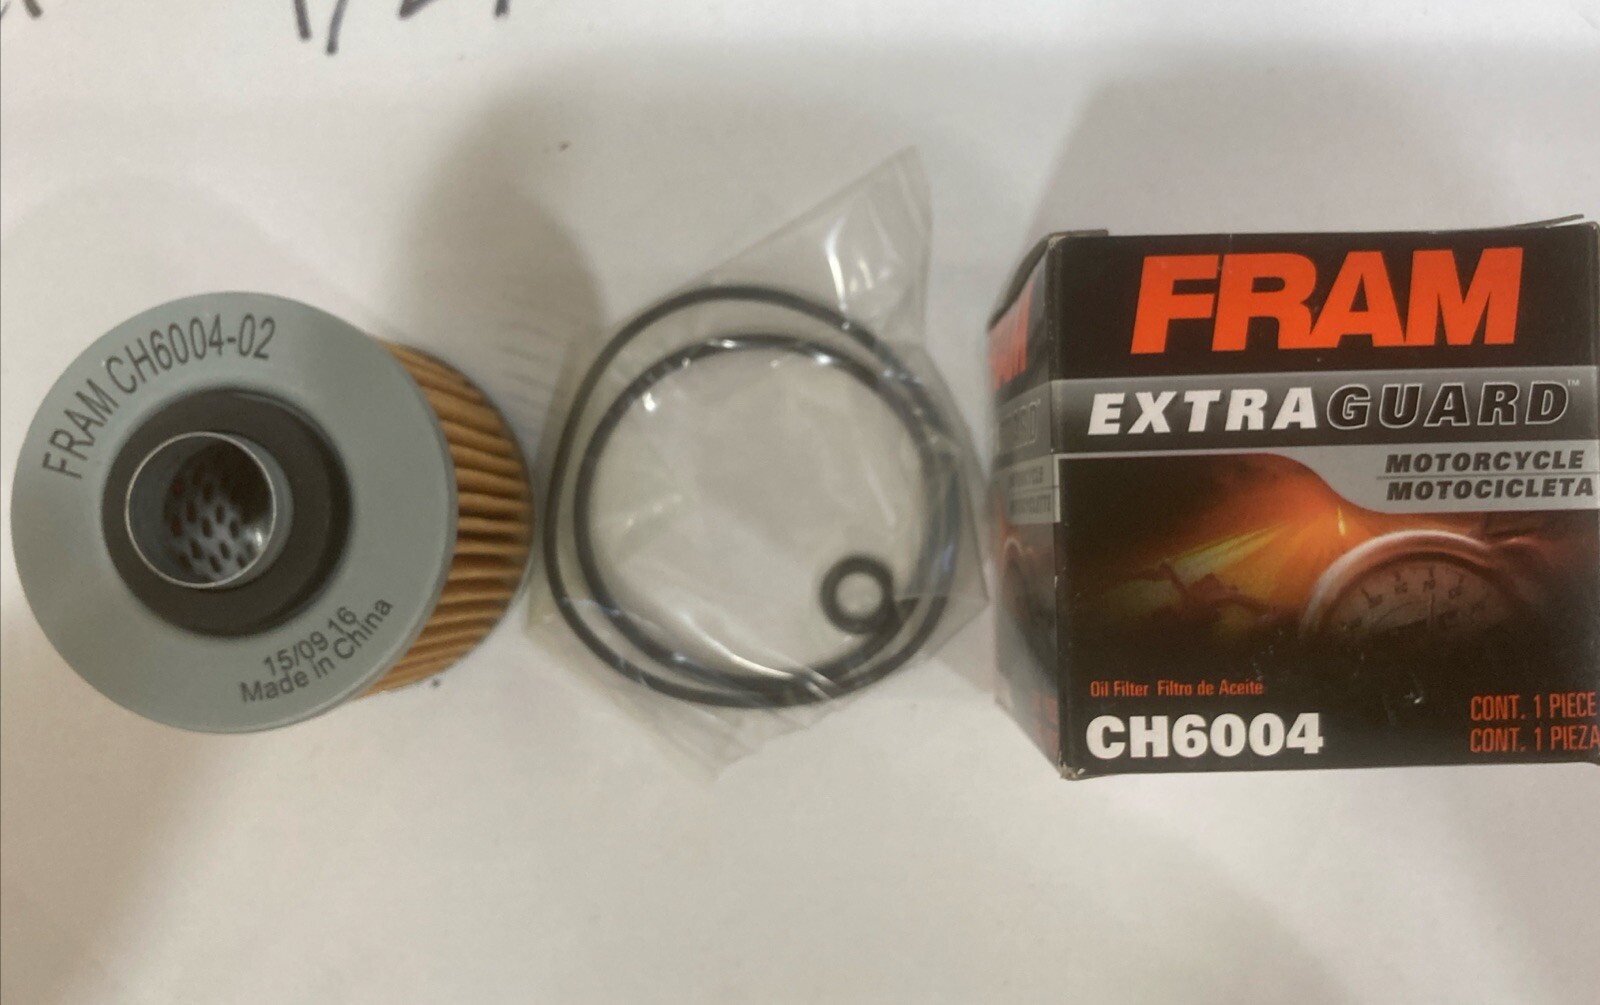 FRAM CH6004-02
15/09 16
Made in China
FRAM
EXTRAGUARD™
MOTORCYCLE
MOTOCICLETA
Oil Filter Filtro de Aceite
CH6004
CONT. 1 PIECE
CONT. 1 PIEZA